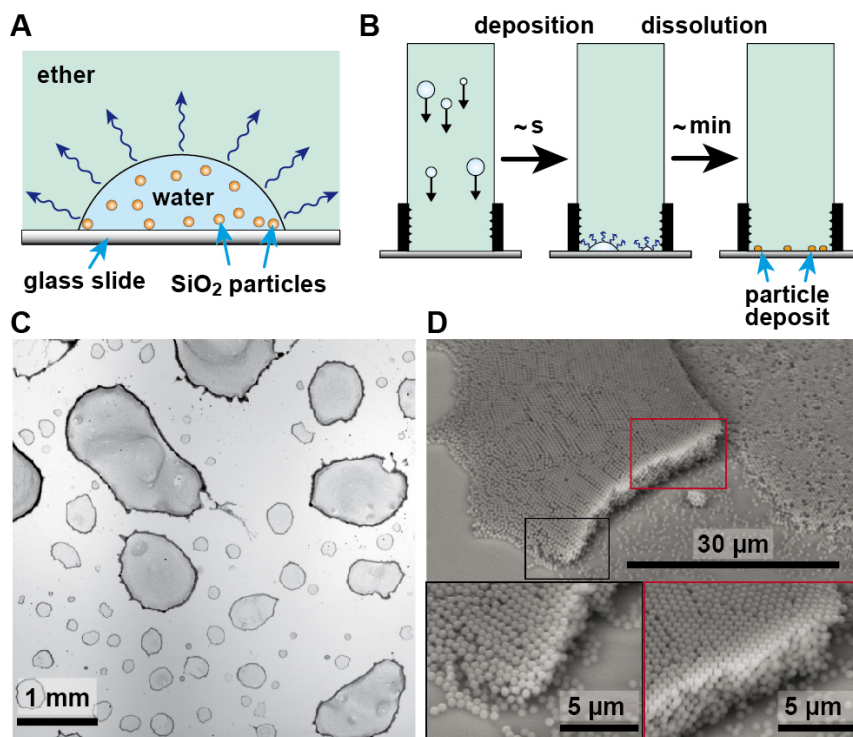 A
ether
water
glass slide
SiO₂ particles
B
deposition
dissolution
~s
~min
particle
deposit
C
1 mm
D
30 µm
5 µm
5 µm